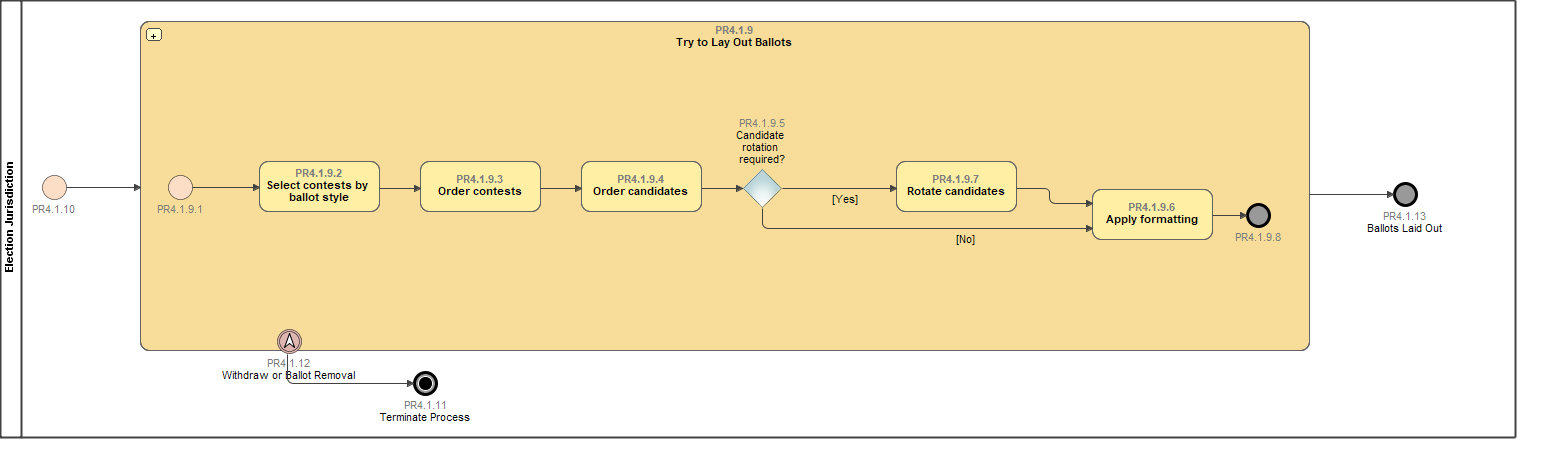 Election Jurisdiction
PR4.1.9
Try to Lay Out Ballots
PR4.1.10
PR4.1.9.1
PR4.1.9.2
Select contests by
ballot style
PR4.1.9.3
Order contests
PR4.1.9.4
Order candidates
PR4.1.9.5
Candidate
rotation
required?
[Yes]
[No]
PR4.1.9.7
Rotate candidates
PR4.1.9.6
Apply formatting
PR4.1.9.8
PR4.1.13
Ballots Laid Out
PR4.1.12
Withdraw or Ballot Removal
PR4.1.11
Terminate Process